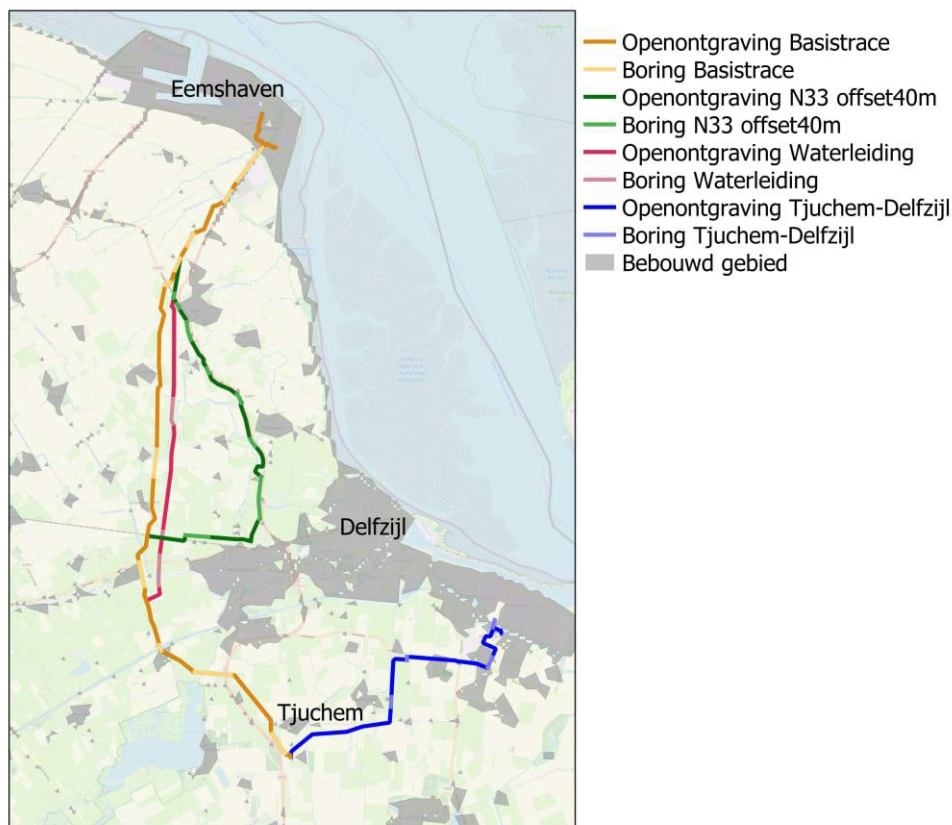 Eemshaven
Delfzijl
Tjuchem
Openontgraving Basistrace
Boring Basistrace
Openontgraving N33 offset40m
Boring N33 offset40m
Openontgraving Waterleiding
Boring Waterleiding
Openontgraving Tjuchem-Delfzijl
Boring Tjuchem-Delfzijl
Bebouwd gebied